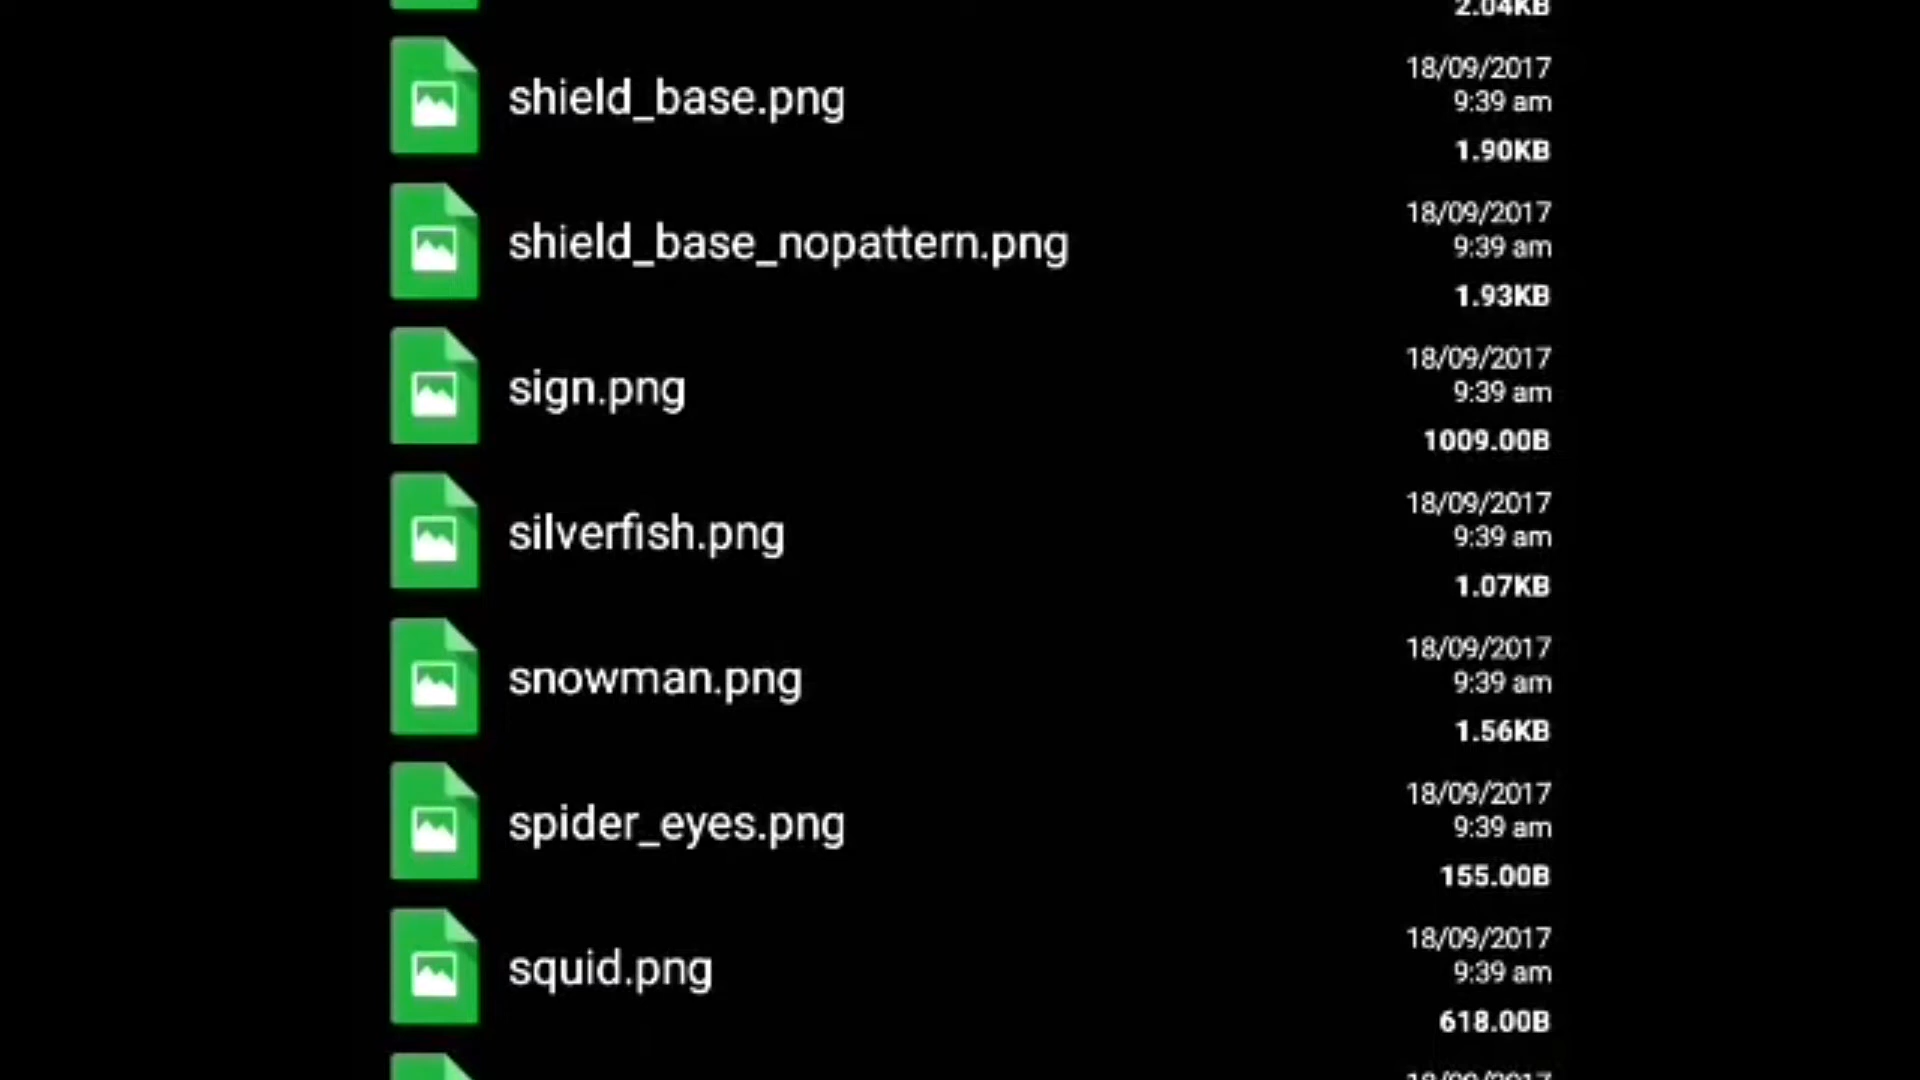 2.04KB
shield_base.png
18/09/2017
9:39 am
1.90KB
shield_base_nopattern.png
18/09/2017
9:39 am
1.93KB
sign.png
18/09/2017
9:39 am
1009.00B
silverfish.png
18/09/2017
9:39 am
1.07KB
snowman.png
18/09/2017
9:39 am
1.56KB
spider_eyes.png
18/09/2017
9:39 am
155.00B
squid.png
18/09/2017
9:39 am
618.00B